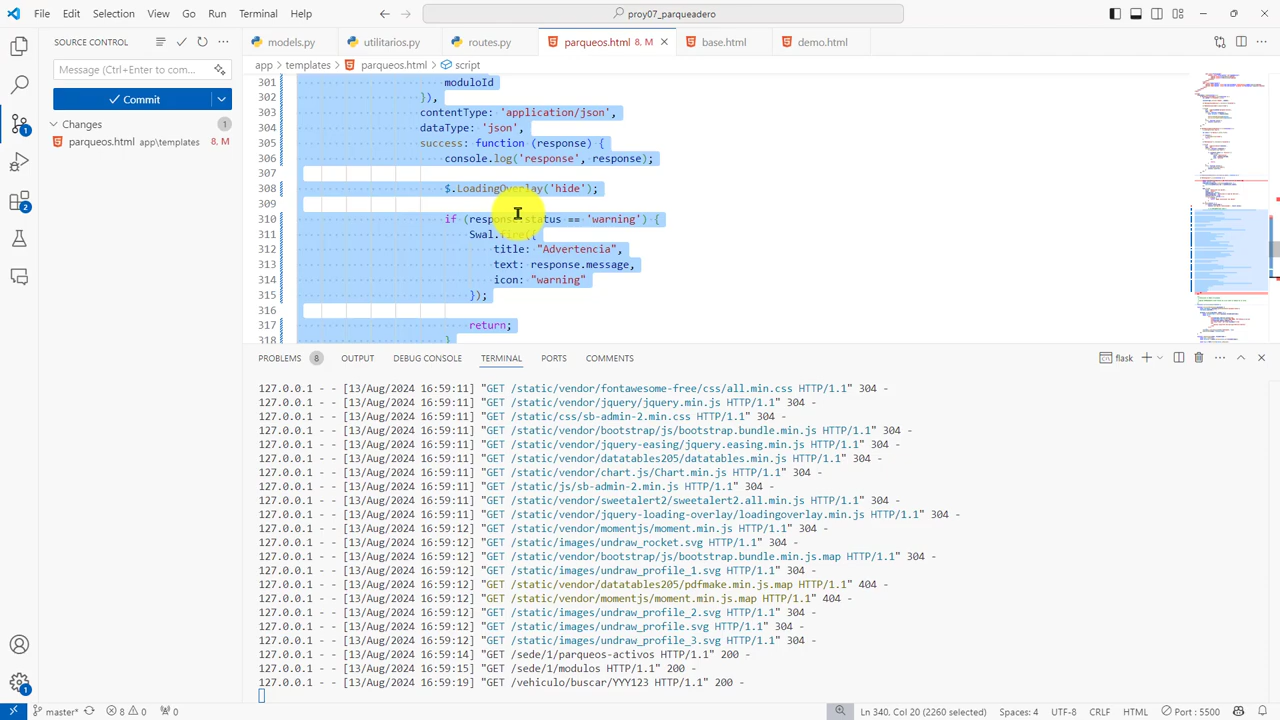 File Edit Selection View Go Run Terminal Help
proy07_parqueadero
SOURCE CONTROL
models.py
utilitarios.py
routes.py
parqueos.html 8, M
base.html
demo.html
app > templates > parqueos.html > script
Message (Ctrl+Enter to com...
Commit
Changes
1
parqueos.html app\templates 8, M
301 moduloId
302 },
303
304 dataType: "json",
305
306 console.log( , response);
307
308 $.LoadingOverlay(
309
310 if (response.status === "warning") {
311 swal.fire(
312 "Advertencia",
313 response.message,
314 "warning"
315 );
316
317 return;
PROBLEMS 8 OUTPUT DEBUG CONSOLE TERMINAL PORTS COMMENTS
flask
127.0.0.1 - - [13/Aug/2024 16:59:11] "GET /static/vendor/fontawesome-free/css/all.min.css HTTP/1.1" 304 -
127.0.0.1 - - [13/Aug/2024 16:59:11] "GET /static/vendor/jquery/jquery.min.js HTTP/1.1" 304 -
127.0.0.1 - - [13/Aug/2024 16:59:11] "GET /static/css/sb-admin-2.min.css HTTP/1.1" 304 -
127.0.0.1 - - [13/Aug/2024 16:59:11] "GET /static/vendor/bootstrap/js/bootstrap.bundle.min.js HTTP/1.1" 304 -
127.0.0.1 - - [13/Aug/2024 16:59:11] "GET /static/vendor/jquery-easing/jquery.easing.min.js HTTP/1.1" 304 -
127.0.0.1 - - [13/Aug/2024 16:59:11] "GET /static/vendor/datatables205/datatables.min.js HTTP/1.1" 304 -
127.0.0.1 - - [13/Aug/2024 16:59:11] "GET /static/vendor/chart.js/Chart.min.js HTTP/1.1" 304 -
127.0.0.1 - - [13/Aug/2024 16:59:11] "GET /static/js/sb-admin-2.min.js HTTP/1.1" 304 -
127.0.0.1 - - [13/Aug/2024 16:59:11] "GET /static/vendor/sweetalert2/sweetalert2.all.min.js HTTP/1.1" 304 -
127.0.0.1 - - [13/Aug/2024 16:59:11] "GET /static/vendor/jquery-loading-overlay/loadingoverlay.min.js HTTP/1.1" 304 -
127.0.0.1 - - [13/Aug/2024 16:59:11] "GET /static/vendor/momentjs/moment.min.js HTTP/1.1" 304 -
127.0.0.1 - - [13/Aug/2024 16:59:12] "GET /static/images/undraw_rocket.svg HTTP/1.1" 304 -
127.0.0.1 - - [13/Aug/2024 16:59:12] "GET /static/vendor/bootstrap/js/bootstrap.bundle.min.js.map HTTP/1.1" 304 -
127.0.0.1 - - [13/Aug/2024 16:59:12] "GET /static/images/undraw_profile_1.svg HTTP/1.1" 304 -
127.0.0.1 - - [13/Aug/2024 16:59:12] "GET /static/vendor/datatables205/pdfmake.min.js.map HTTP/1.1" 404 -
127.0.0.1 - - [13/Aug/2024 16:59:12] "GET /static/vendor/momentjs/moment.min.js.map HTTP/1.1" 404 -
127.0.0.1 - - [13/Aug/2024 16:59:12] "GET /static/images/undraw_profile_2.svg HTTP/1.1" 304 -
127.0.0.1 - - [13/Aug/2024 16:59:12] "GET /static/images/undraw_profile.svg HTTP/1.1" 304 -
127.0.0.1 - - [13/Aug/2024 16:59:12] "GET /static/images/undraw_profile_3.svg HTTP/1.1" 304 -
127.0.0.1 - - [13/Aug/2024 16:59:14] "GET /sede/1/parqueos-activos HTTP/1.1" 200 -
127.0.0.1 - - [13/Aug/2024 16:59:15] "GET /sede/1/modulos HTTP/1.1" 200 -
127.0.0.1 - - [13/Aug/2024 16:59:19] "GET /vehiculo/buscar/YYY123 HTTP/1.1" 200 -
master* 8 0 0
Ln 340, Col 20 (2260 selected) Spaces: 4 UTF-8 CRLF HTML Port : 5500